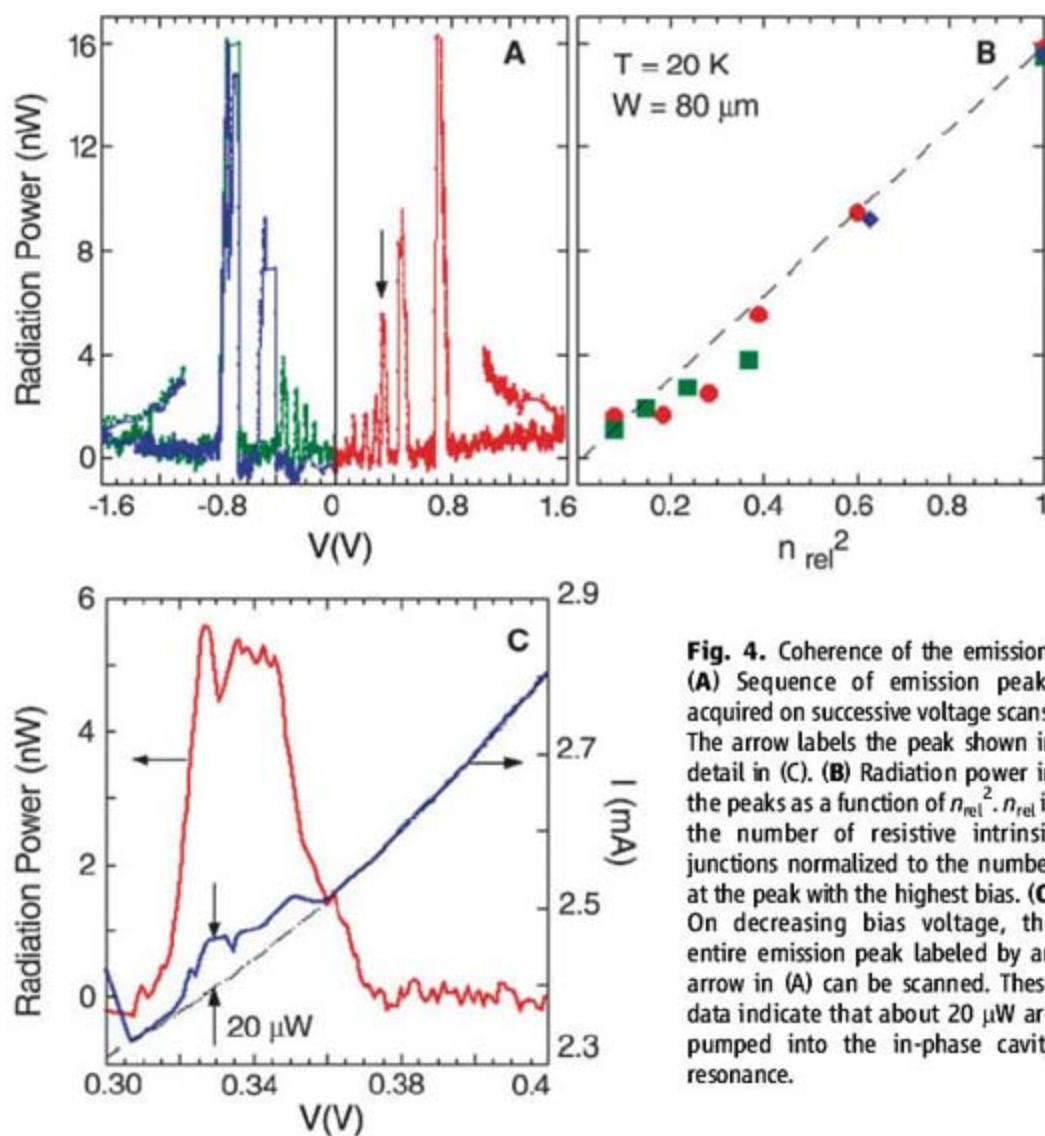 A
B
T = 20 K
W = 80 μm
Radiation Power (nW)
16
12
8
4
0
-1.6 -0.8 0 0.8 1.6
V(V)
0.2 0.4 0.6 0.8 1
n rel²
C
Radiation Power (nW)
6
4
2
0
20 μW
0.30 0.34 0.38 0.4
V(V)
2.9
2.7
2.5
2.3
I (mA)
Fig. 4. Coherence of the emission
(A) Sequence of emission peak
acquired on successive voltage scans
The arrow labels the peak shown i
detail in (C). (B) Radiation power i
the peaks as a function of nrel². nrel i
the number of resistive intrinsi
junctions normalized to the numbe
at the peak with the highest bias. (C
On decreasing bias voltage, th
entire emission peak labeled by a
arrow in (A) can be scanned. Thes
data indicate that about 20 μW ar
pumped into the in-phase cavit
resonance.